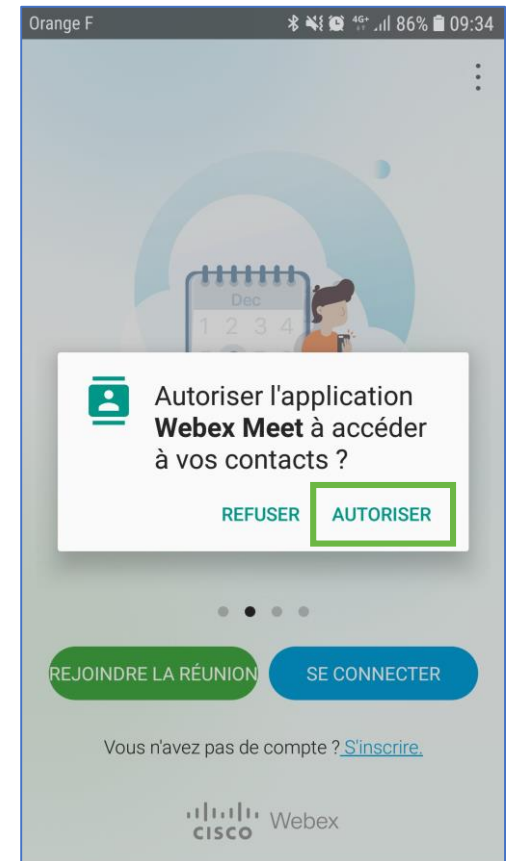 Orange F 4G+ 86% 09:34
Dec
1 2 3 4
Autoriser l'application
Webex Meet à accéder
à vos contacts ?
REFUSER AUTORISER
REJOINDRE LA RÉUNION SE CONNECTER
Vous n'avez pas de compte ? S'inscrire.
CISCO Webex